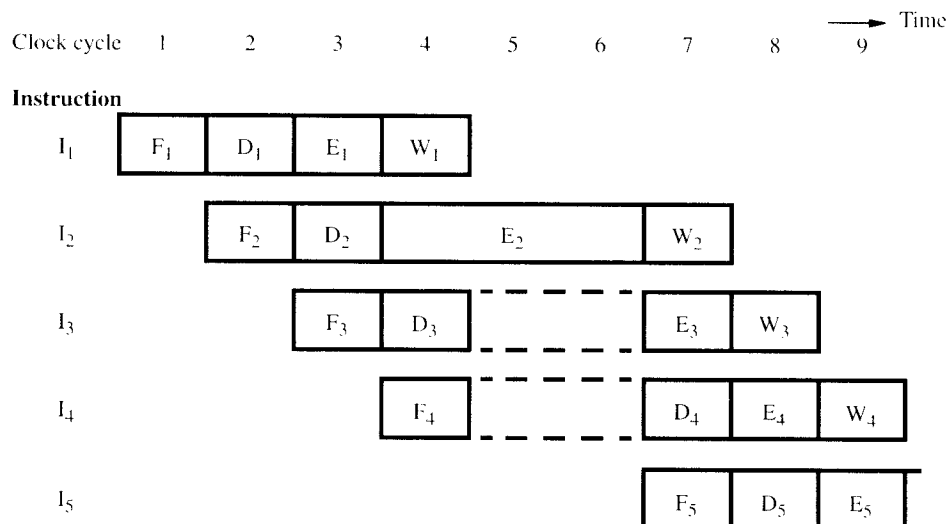 Time
Clock cycle 1 2 3 4 5 6 7 8 9
Instruction
I₁ F₁ D₁ E₁ W₁
I₂ F₂ D₂ E₂ W₂
I₃ F₃ D₃ E₃ W₃
I₄ F₄ D₄ E₄ W₄
I₅ F₅ D₅ E₅